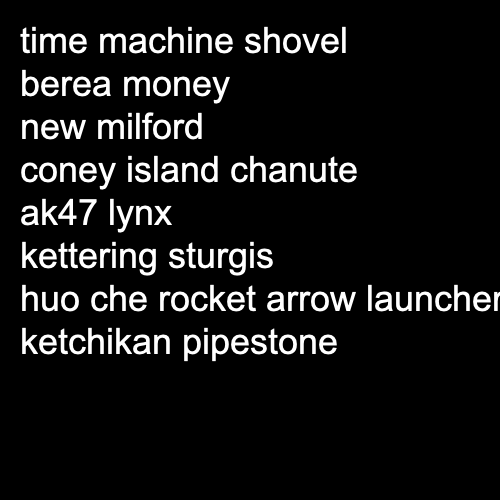 time machine shovel
berea money
new milford
coney island chanute
ak47 lynx
kettering sturgis
huo che rocket arrow launcher
ketchikan pipestone